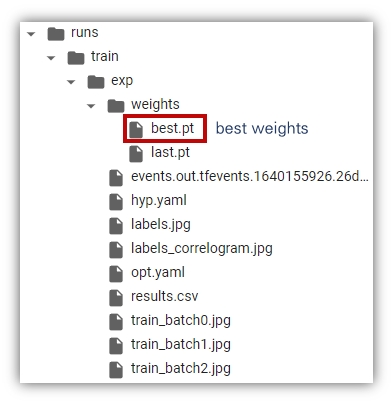 runs
train
exp
weights
best.pt best weights
last.pt
events.out.tfevents.1640155926.26d...
hyp.yaml
labels.jpg
labels_correlogram.jpg
opt.yaml
results.csv
train_batch0.jpg
train_batch1.jpg
train_batch2.jpg